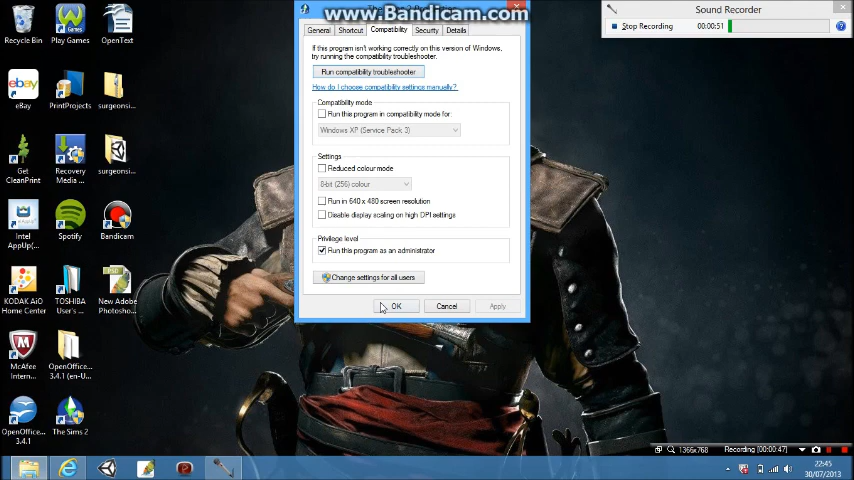 www.Bandicam.com
Sound Recorder
Stop Recording
00:00:51
General
Shortcut
Compatibility
Security
Details
If this program isn't working correctly on this version of Windows,
try running the compatibility troubleshooter.
Run compatibility troubleshooter
How do I choose compatibility settings manually?
Compatibility mode
Run this program in compatibility mode for:
Windows XP (Service Pack 3)
Settings
Reduced colour mode
8-bit (256) colour
Run in 640 x 480 screen resolution
Disable display scaling on high DPI settings
Privilege level
Run this program as an administrator
Change settings for all users
OK
Cancel
Apply
Recycle Bin
Play Games
OpenText
eBay
PrintProjects
surgeonsi...
Get
CleanPrint
Recovery
Media ...
surgeonsi...
Intel
AppUp(...
Spotify
Bandicam
KODAK AiO
Home Center
TOSHIBA
User's ...
New Adobe
Photosho...
McAfee
Intern...
OpenOffice
3.4.1 (en-U...
OpenOffice...
3.4.1
The Sims 2
1366x768
Recording [00:00:47]
22:45
30/07/2013